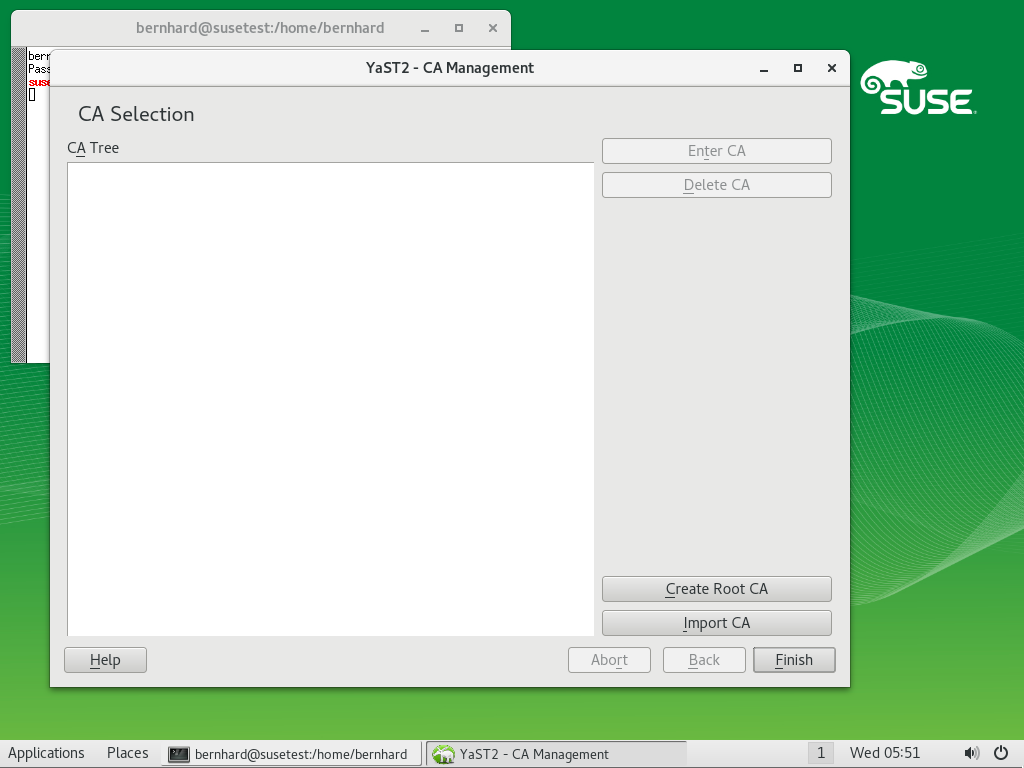 bernhard@susetest:/home/bernhard
bern
Pass
suse
YaST2 - CA Management
SUSE
CA Selection
CA Tree
Enter CA
Delete CA
Create Root CA
Import CA
Help
Abort
Back
Finish
Applications
Places
bernhard@susetest:/home/bernhard
YaST2 - CA Management
1
Wed 05:51